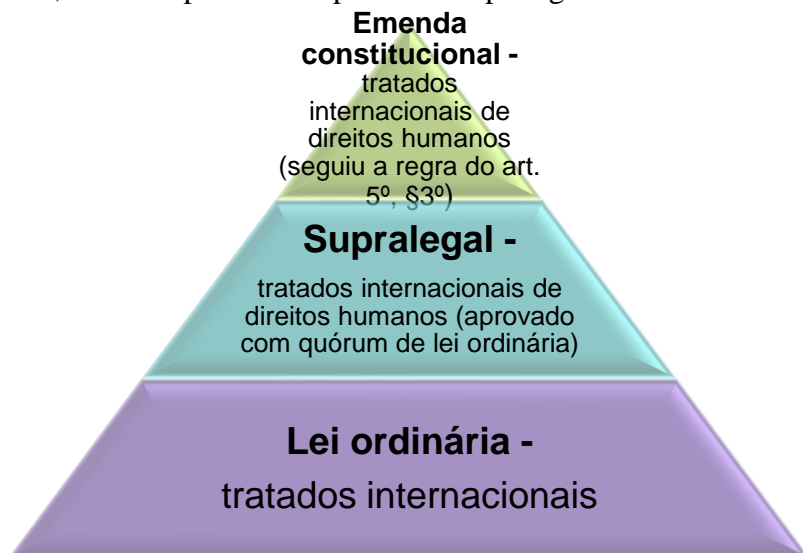 Emenda
constitucional -
tratados
internacionais de
direitos humanos
(seguiu a regra do art.
5º, §3º)
Supralegal -
tratados internacionais de
direitos humanos (aprovado
com quórum de lei ordinária)
Lei ordinária -
tratados internacionais